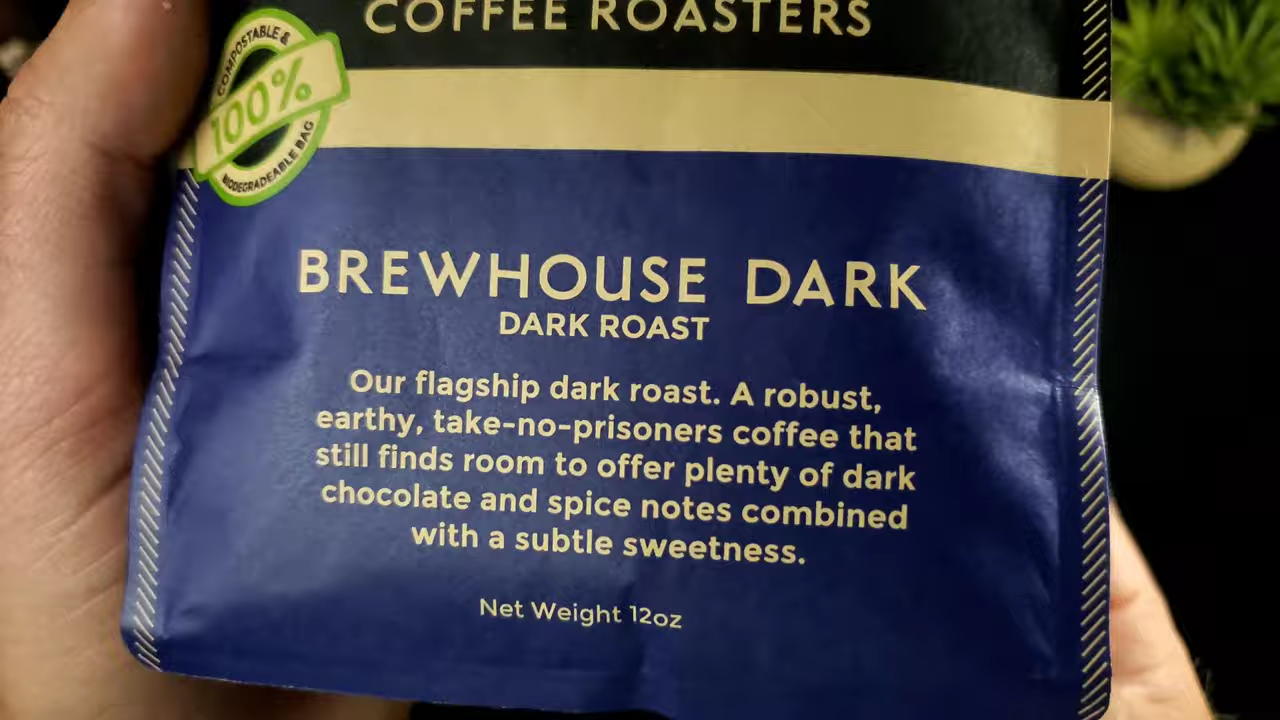 COFFEE ROASTERS
COMPOSTABLE &
100%
BIODEGRADEABLE BAG
BREWHOUSE DARK
DARK ROAST
Our flagship dark roast. A robust,
earthy, take-no-prisoners coffee that
still finds room to offer plenty of dark
chocolate and spice notes combined
with a subtle sweetness.
Net Weight 12oz